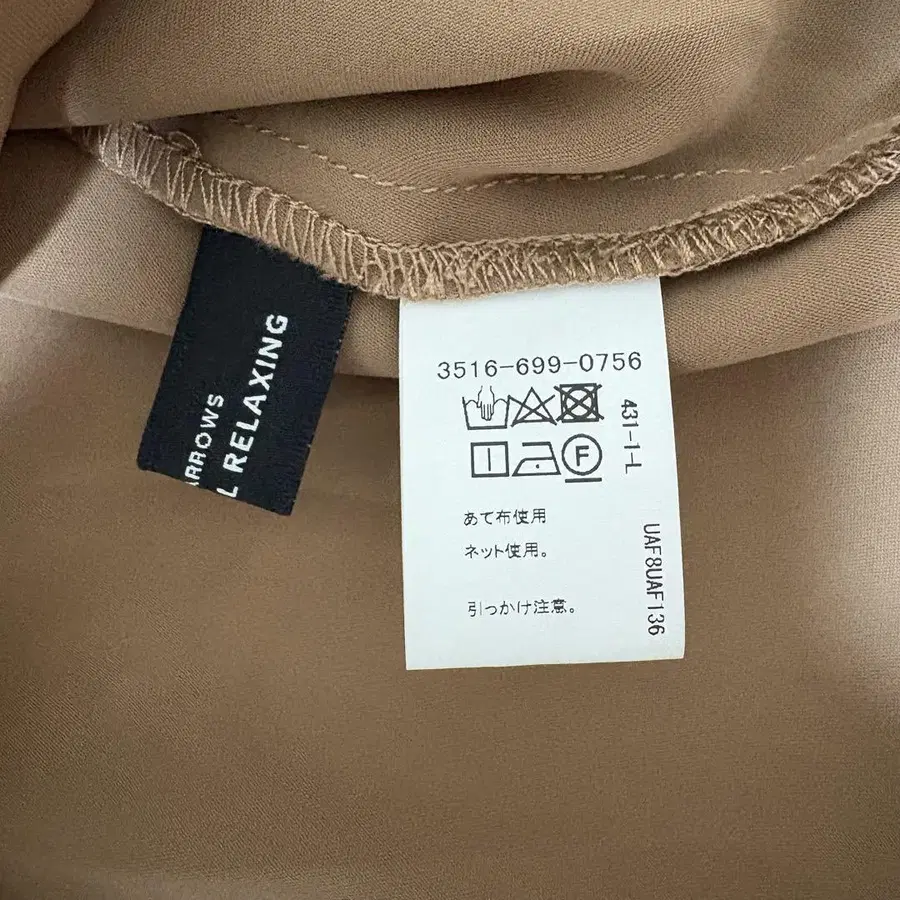 ARROWS
L RELAXING
3516-699-0756
431-1-L
F
あて布使用
ネット使用。
引っかけ注意。
UAF8UAF136